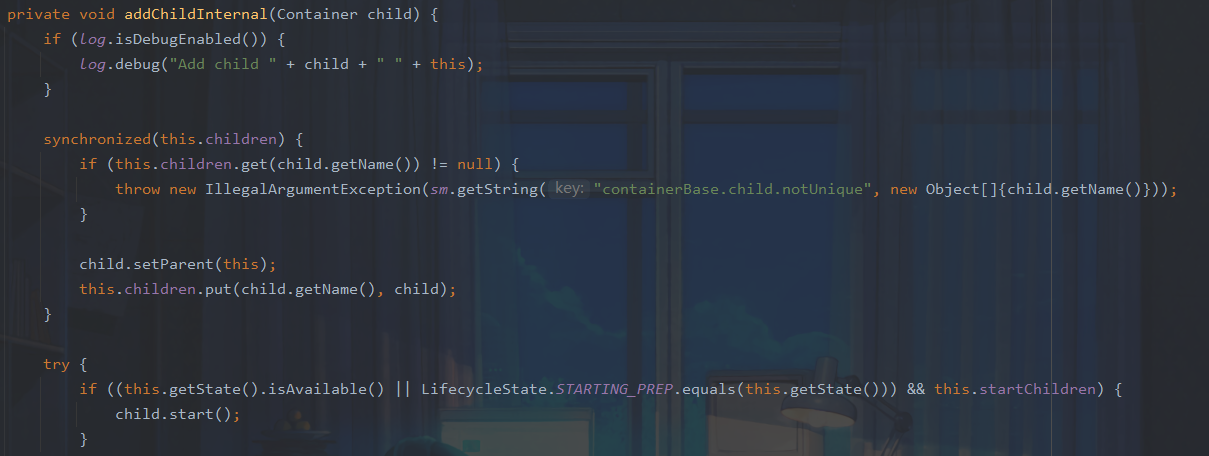 private void addChildInternal(Container child) {
if (log.isDebugEnabled()) {
log.debug("Add child " + child + " " + this);
}
synchronized(this.children) {
if (this.children.get(child.getName()) != null) {
throw new IllegalArgumentException(sm.getString( key: "containerBase.child.notUnique", new Object[]{child.getName()}));
}
child.setParent(this);
this.children.put(child.getName(), child);
}
try {
if ((this.getState().isAvailable() || LifecycleState.STARTING_PREP.equals(this.getState())) && this.startChildren) {
child.start();
}